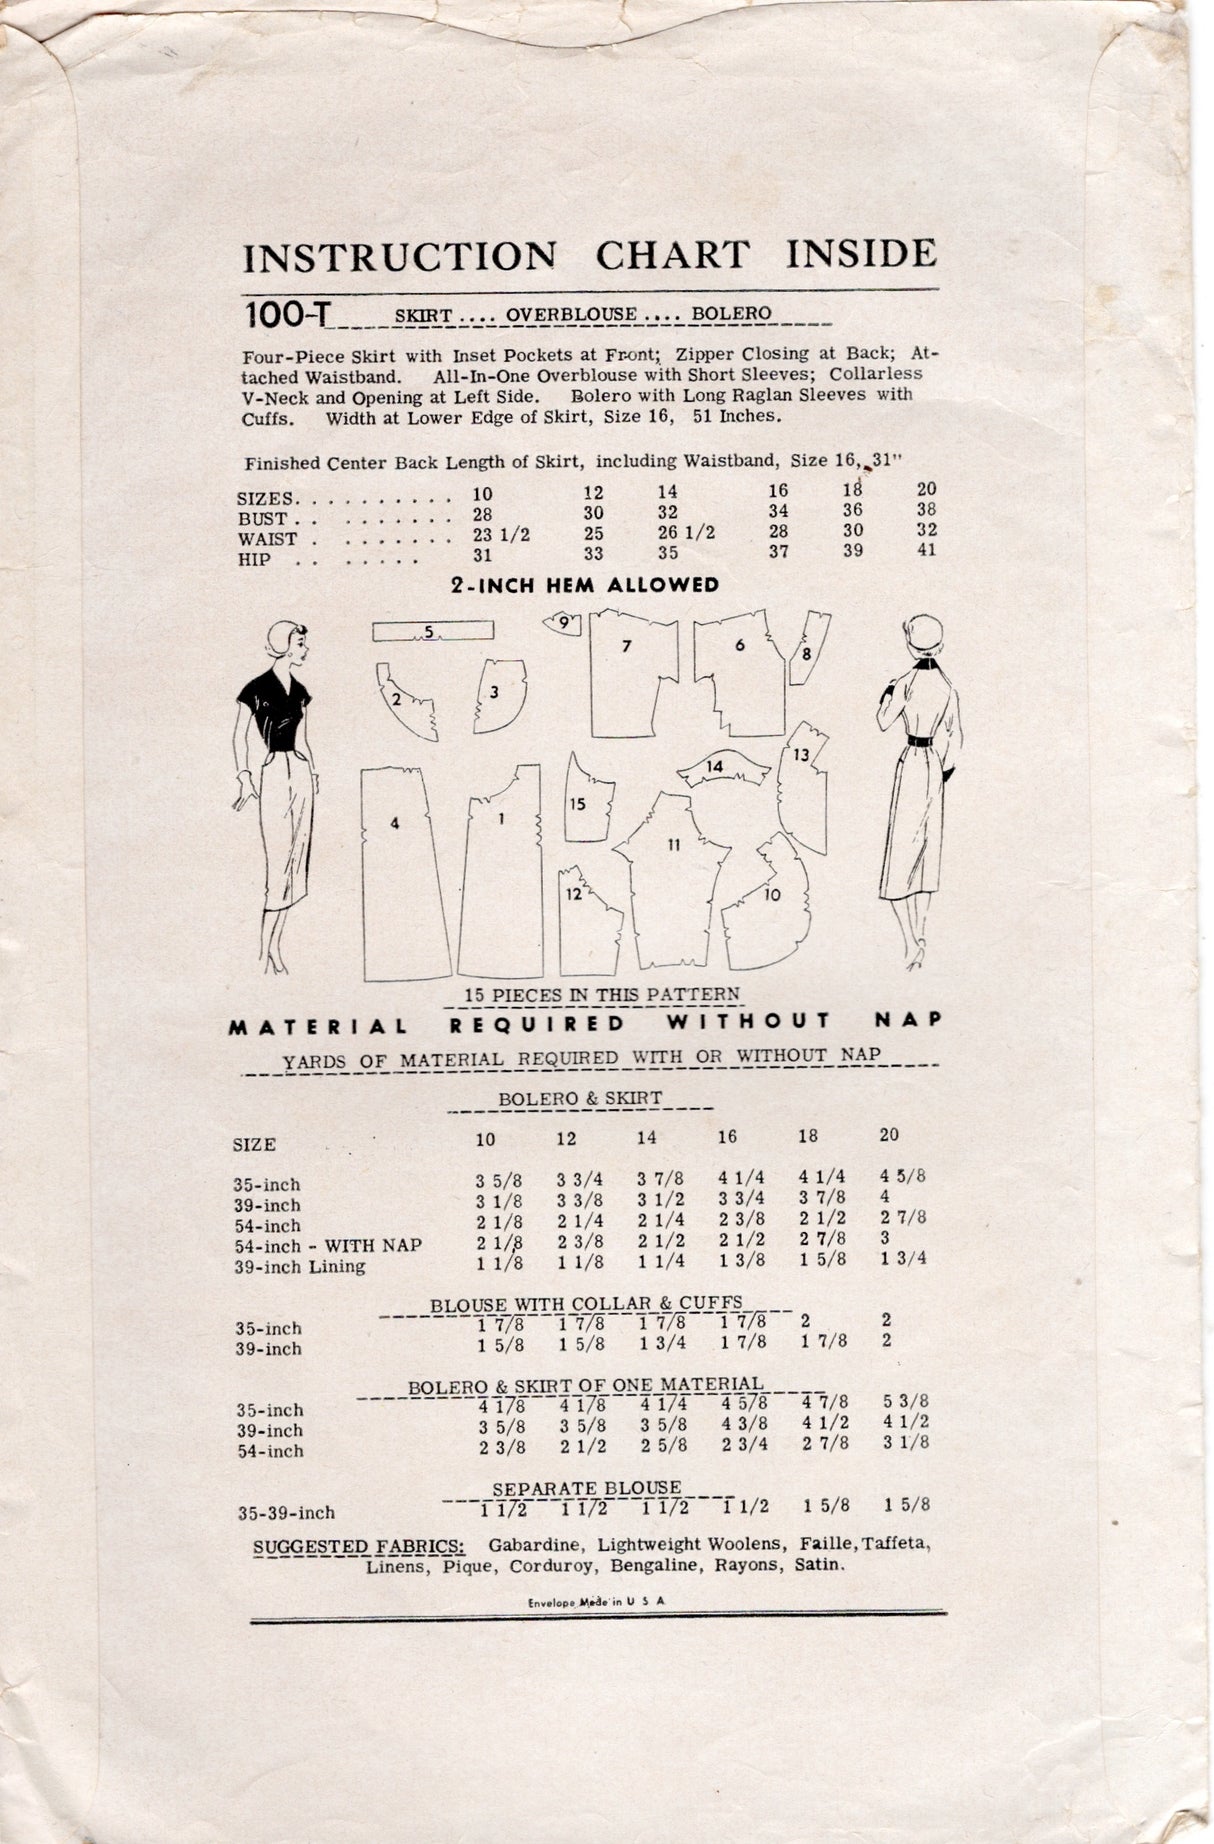 INSTRUCTION CHART INSIDE
100-T SKIRT .... OVERBLOUSE .... BOLERO
Four-Piece Skirt with Inset Pockets at Front; Zipper Closing at Back; At-
tached Waistband. All-In-One Overblouse with Short Sleeves; Collarless
V-Neck and Opening at Left Side. Bolero with Long Raglan Sleeves with
Cuffs. Width at Lower Edge of Skirt, Size 16, 51 Inches.
Finished Center Back Length of Skirt, including Waistband, Size 16, 31"
SIZES. . . . . . . . . . . 10 12 14 16 18 20
BUST . . . . . . . . . 28 30 32 34 36 38
WAIST . . . . . . . . 23 1/2 25 26 1/2 28 30 32
HIP . . . . . . . 31 33 35 37 39 41
2-INCH HEM ALLOWED
5 9 7 6 8
2 3
14 13
4 1 15 11
12 10
15 PIECES IN THIS PATTERN
MATERIAL REQUIRED WITHOUT NAP
YARDS OF MATERIAL REQUIRED WITH OR WITHOUT NAP
BOLERO & SKIRT
SIZE 10 12 14 16 18 20
35-inch 3 5/8 3 3/4 3 7/8 4 1/4 4 1/4 4 5/8
39-inch 3 1/8 3 3/8 3 1/2 3 3/4 3 7/8 4
54-inch 2 1/8 2 1/4 2 1/4 2 3/8 2 1/2 2 7/8
54-inch - WITH NAP 2 1/8 2 3/8 2 1/2 2 1/2 2 7/8 3
39-inch Lining 1 1/8 1 1/8 1 1/4 1 3/8 1 5/8 1 3/4
BLOUSE WITH COLLAR & CUFFS
35-inch 1 7/8 1 7/8 1 7/8 1 7/8 2 2
39-inch 1 5/8 1 5/8 1 3/4 1 7/8 1 7/8 2
BOLERO & SKIRT OF ONE MATERIAL
35-inch 4 1/8 4 1/8 4 1/4 4 5/8 4 7/8 5 3/8
39-inch 3 5/8 3 5/8 3 5/8 4 3/8 4 1/2 4 1/2
54-inch 2 3/8 2 1/2 2 5/8 2 3/4 2 7/8 3 1/8
SEPARATE BLOUSE
35-39-inch 1 1/2 1 1/2 1 1/2 1 1/2 1 5/8 1 5/8
SUGGESTED FABRICS: Gabardine, Lightweight Woolens, Faille, Taffeta,
Linens, Pique, Corduroy, Bengaline, Rayons, Satin.
Envelope Made in U S A